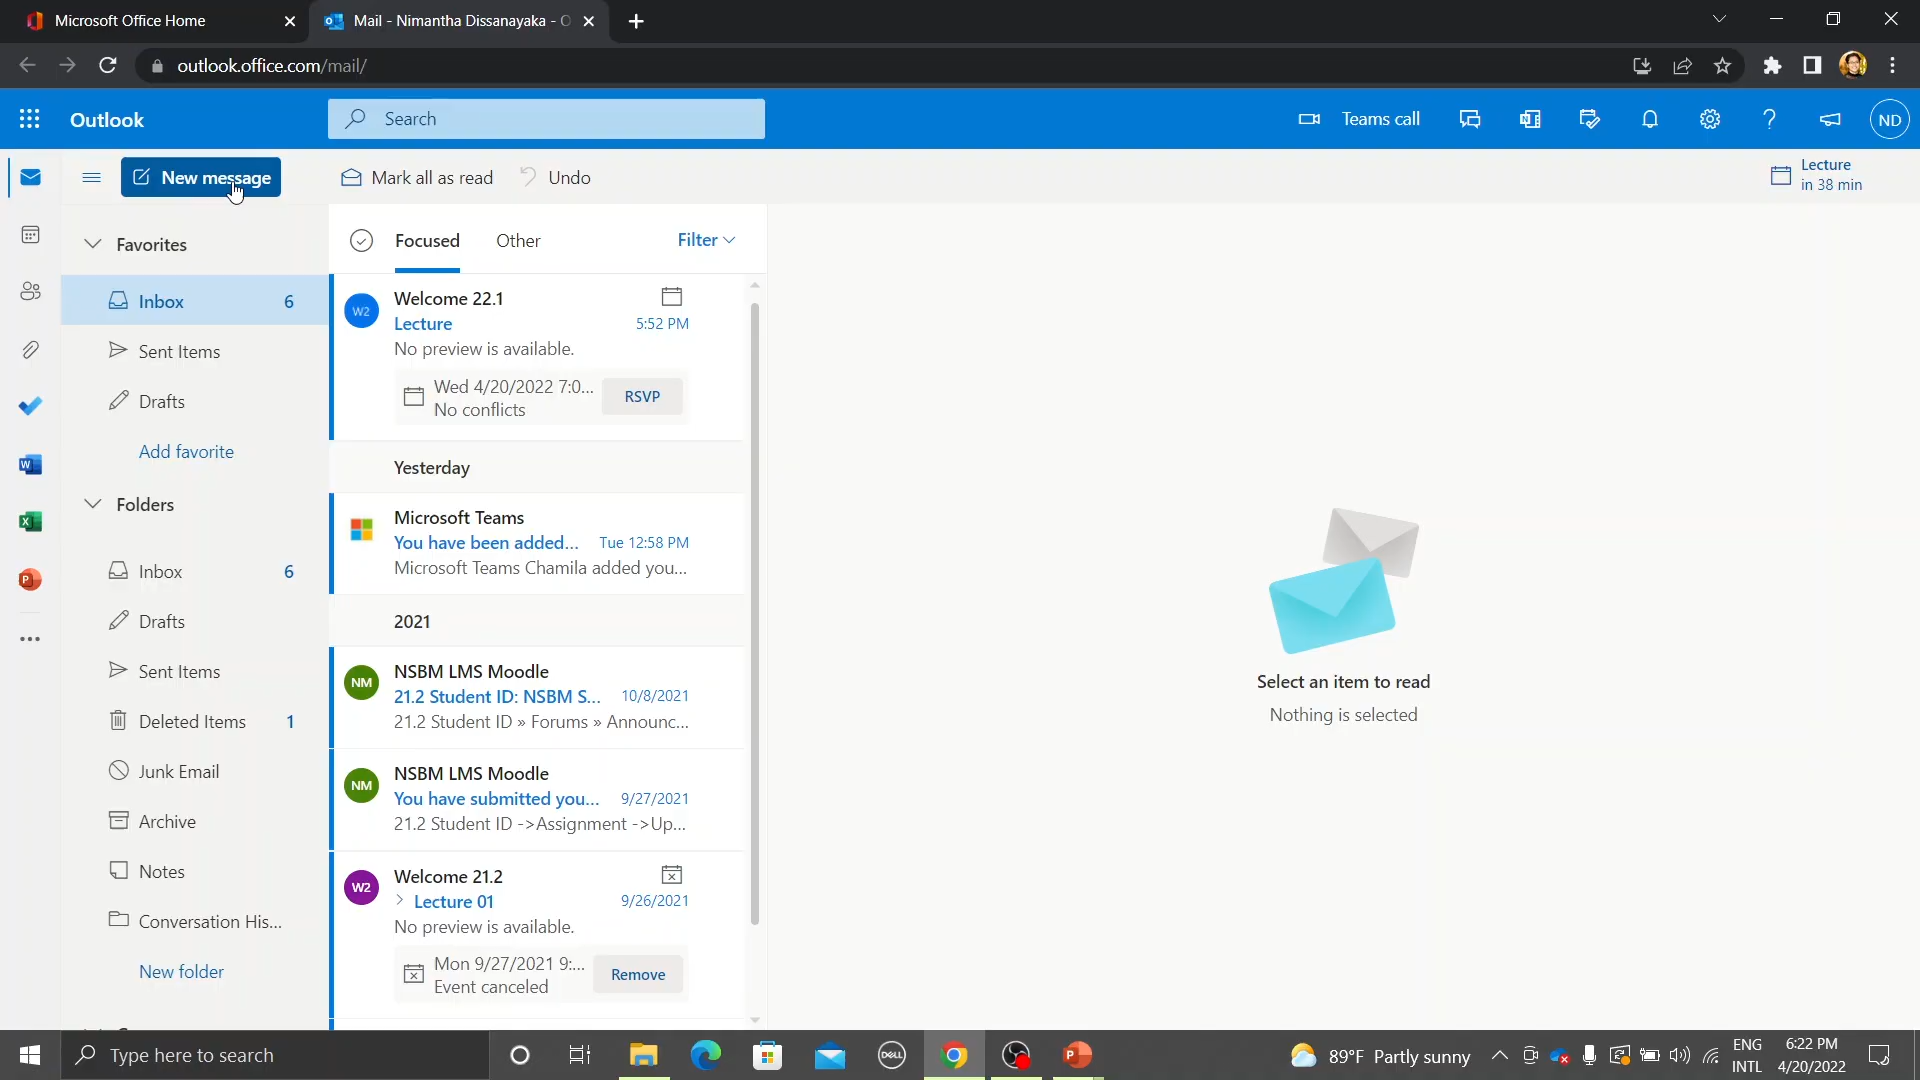 Microsoft Office Home
Mail - Nimantha Dissanayaka - O
outlook.office.com/mail/
Outlook
Search
Teams call
ND
New message
Mark all as read
Undo
Lecture
in 38 min
Favorites
Inbox 6
Sent Items
Drafts
Add favorite
Folders
Inbox 6
Drafts
Sent Items
Deleted Items 1
Junk Email
Archive
Notes
Conversation His...
New folder
Focused Other Filter
W2
Welcome 22.1
Lecture 5:52 PM
No preview is available.
Wed 4/20/2022 7:0...
No conflicts
RSVP
Yesterday
Microsoft Teams
You have been added... Tue 12:58 PM
Microsoft Teams Chamila added you...
2021
NM
NSBM LMS Moodle
21.2 Student ID: NSBM S... 10/8/2021
21.2 Student ID » Forums » Announc...
NM
NSBM LMS Moodle
You have submitted you... 9/27/2021
21.2 Student ID ->Assignment ->Up...
W2
Welcome 21.2
Lecture 01 9/26/2021
No preview is available.
Mon 9/27/2021 9:...
Event canceled
Remove
Select an item to read
Nothing is selected
Type here to search
DELL
89°F Partly sunny
ENG
INTL
6:22 PM
4/20/2022